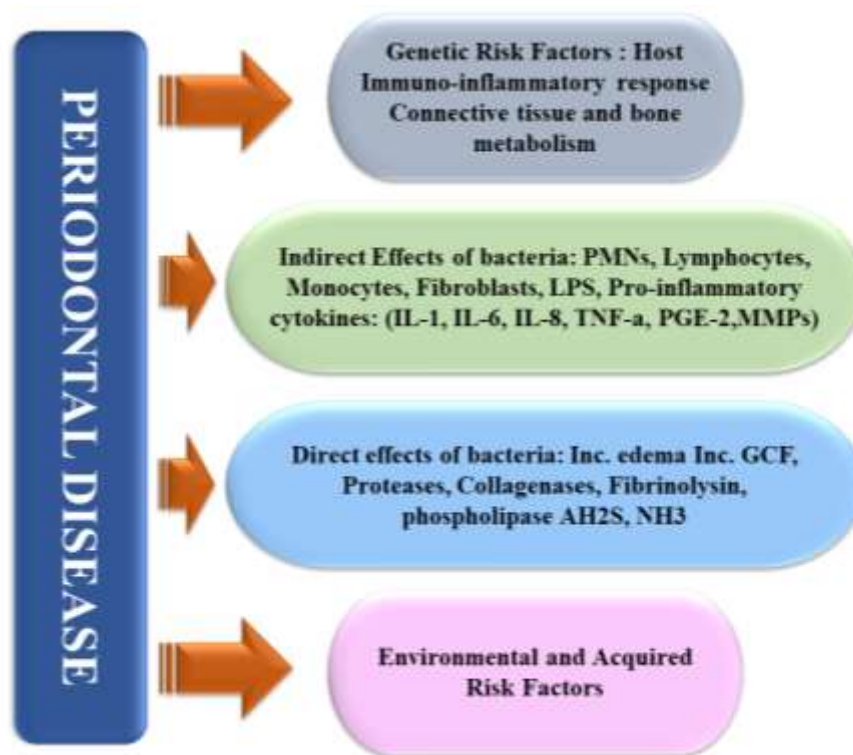 PERIODONTAL DISEASE
Genetic Risk Factors : Host
Immuno-inflammatory response
Connective tissue and bone
metabolism
Indirect Effects of bacteria: PMNs, Lymphocytes,
Monocytes, Fibroblasts, LPS, Pro-inflammatory
cytokines: (IL-1, IL-6, IL-8, TNF-a, PGE-2,MMPs)
Direct effects of bacteria: Inc. edema Inc. GCF,
Proteases, Collagenases, Fibrinolysin,
phospholipase AH2S, NH3
Environmental and Acquired
Risk Factors